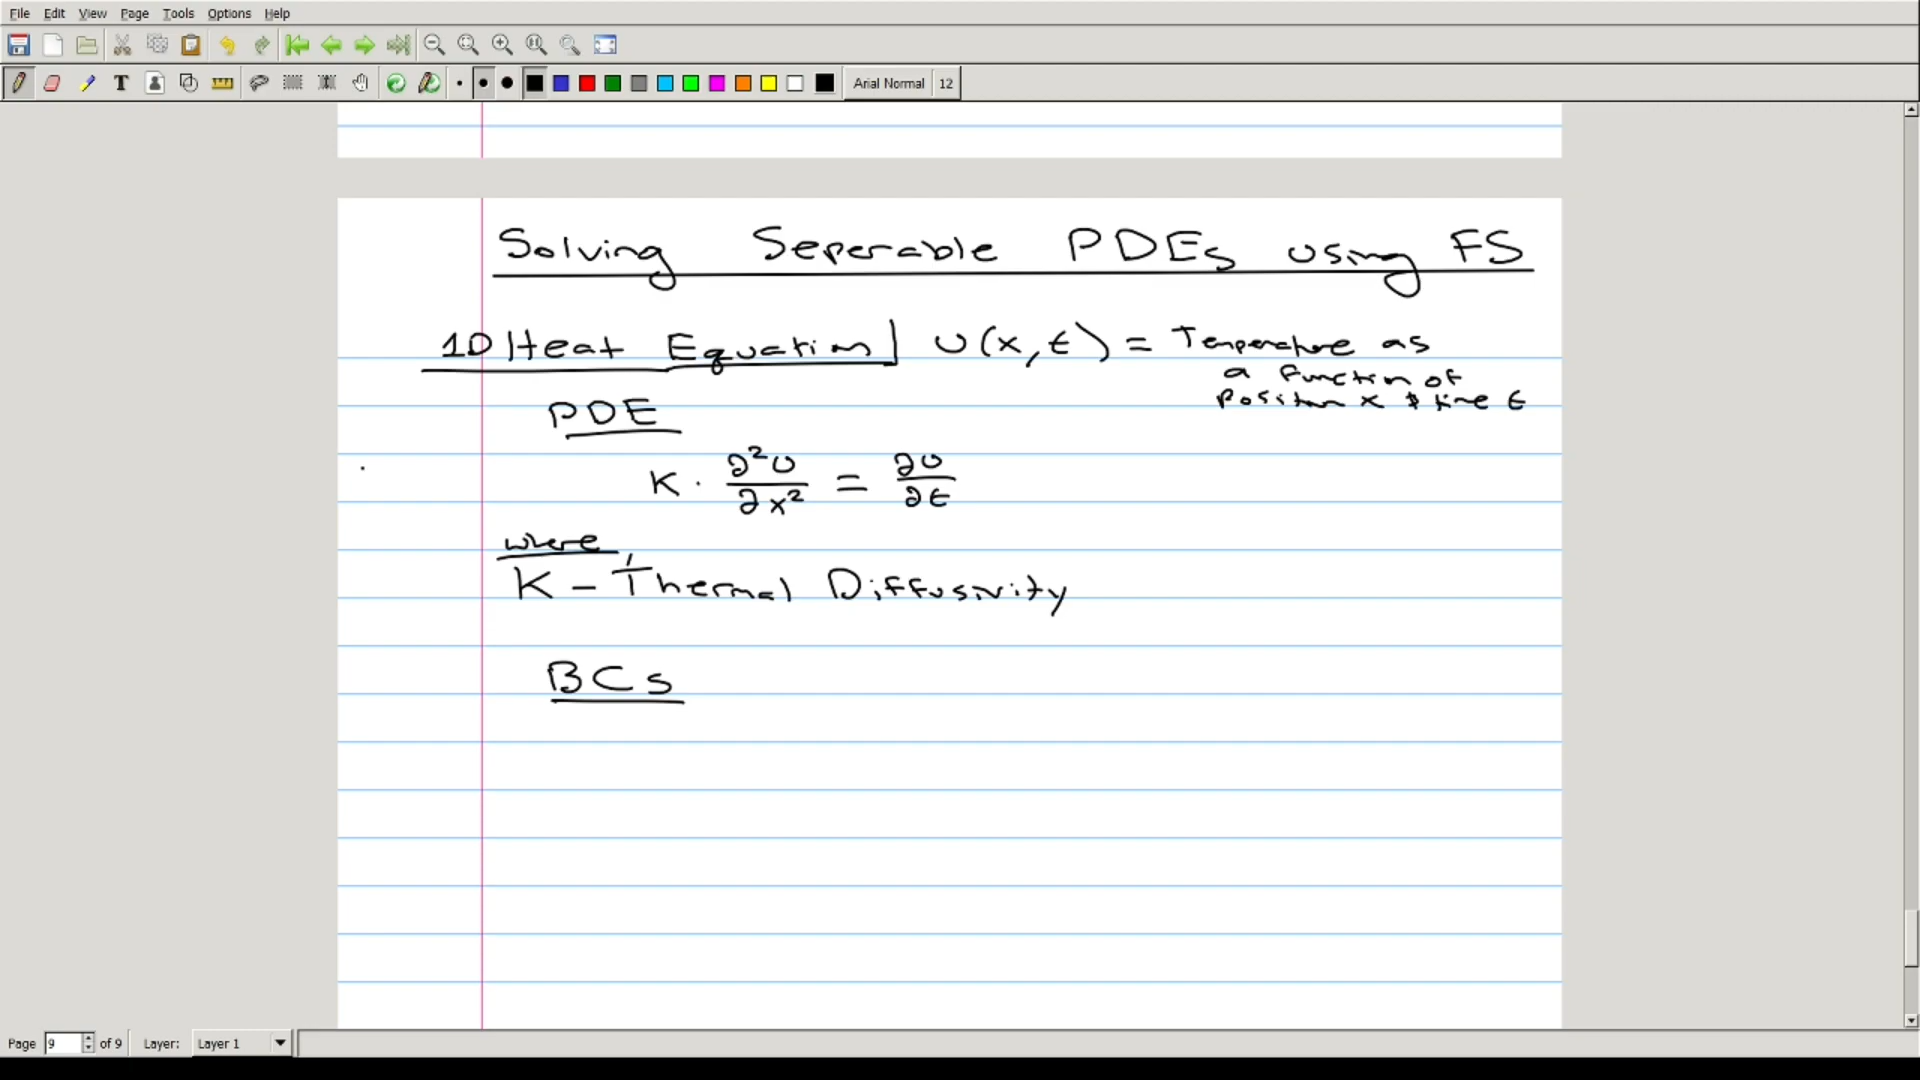 File Edit View Page Tools Options Help
Arial Normal 12
Solving Seperable PDEs using FS
1D Heat Equation U(x,t) = Temperature as
a function of
position x & time t
PDE
K · ∂²U/∂x² = ∂U/∂t
where
K – Thermal Diffusivity
BCs
Page 9 of 9 Layer: Layer 1